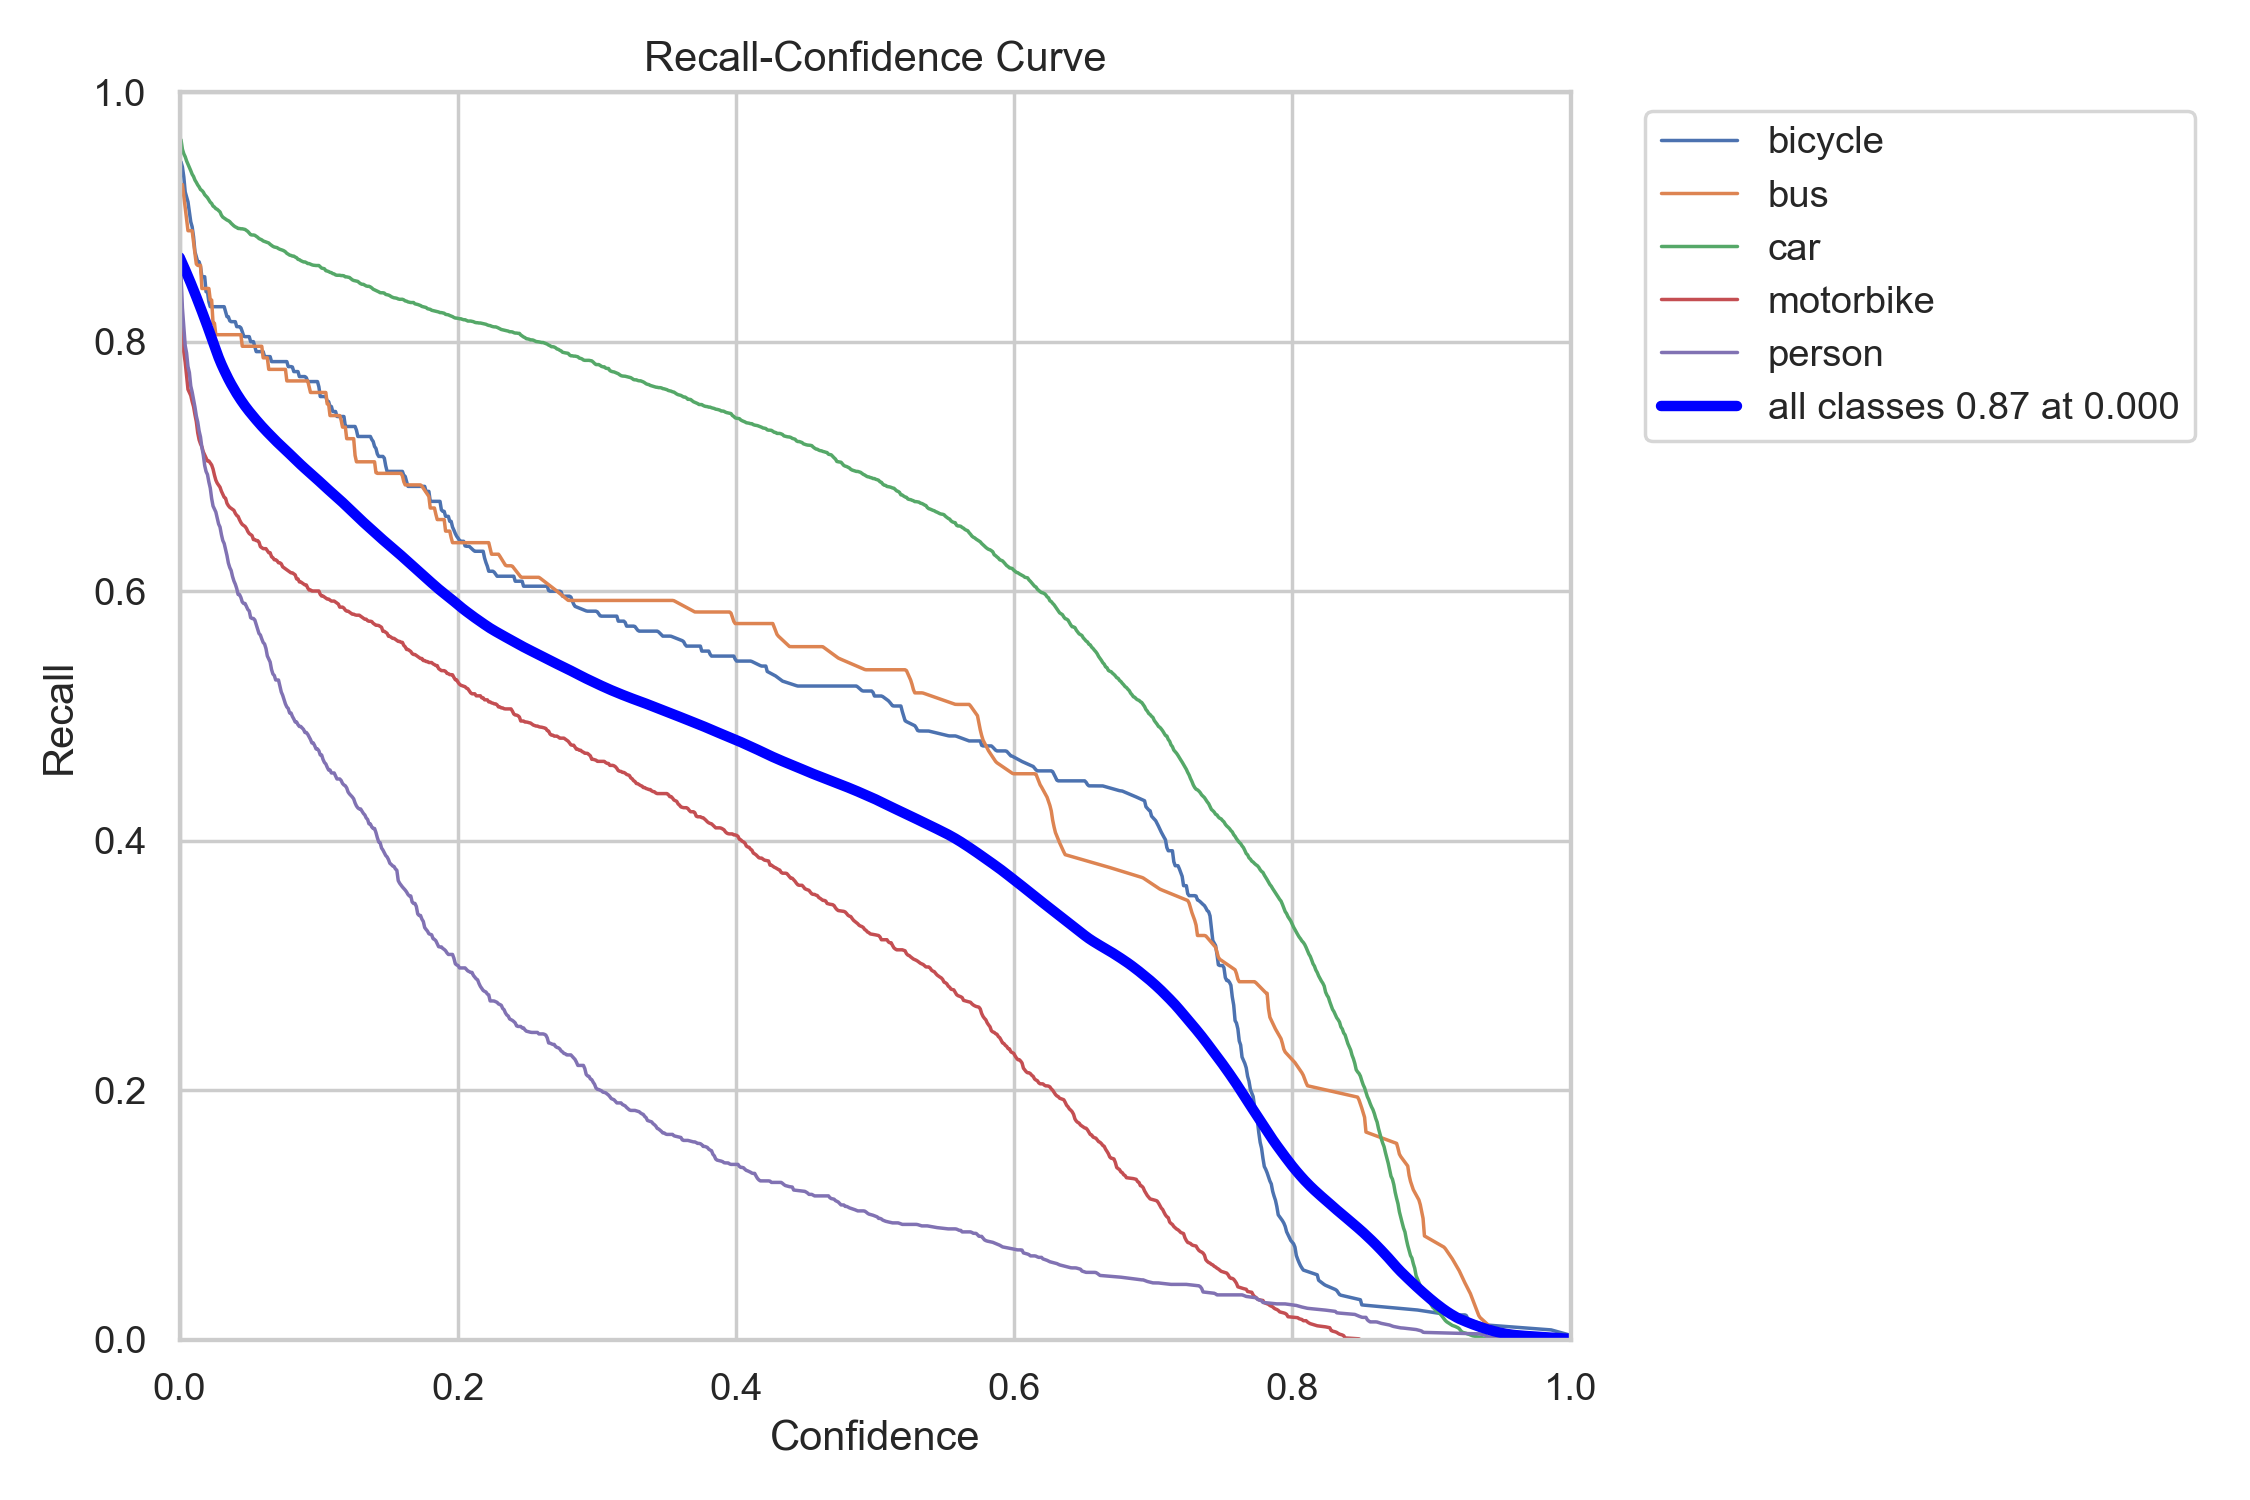 Recall-Confidence Curve
1.0
0.8
0.6
0.4
0.2
0.0
Recall
0.0 0.2 0.4 0.6 0.8 1.0
Confidence
bicycle
bus
car
motorbike
person
all classes 0.87 at 0.000